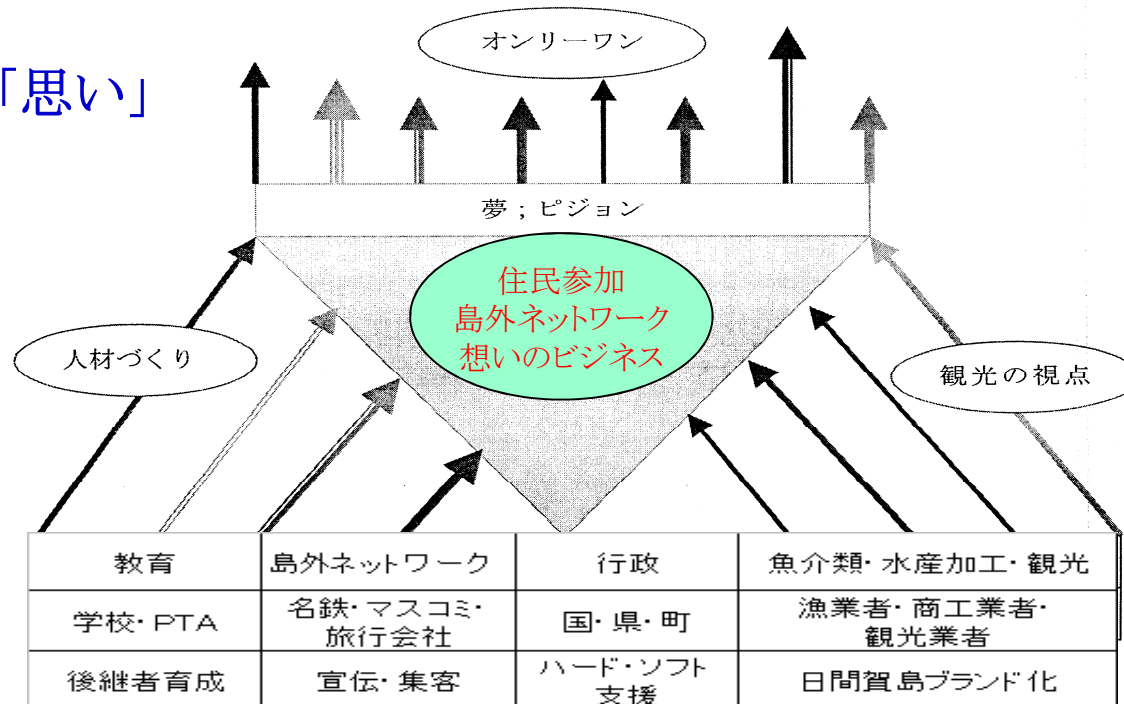 オンリーワン
「思い」
夢；ピジョン
住民参加
島外ネットワーク
想いのビジネス
人材づくり
観光の視点
教育
島外ネットワーク
行政
魚介類・水産加工・観光
学校・PTA
名鉄・マスコミ・
旅行会社
国・県・町
漁業者・商工業者・
観光業者
後継者育成
宣伝・集客
ハード・ソフト
支援
日間賀島ブランド化